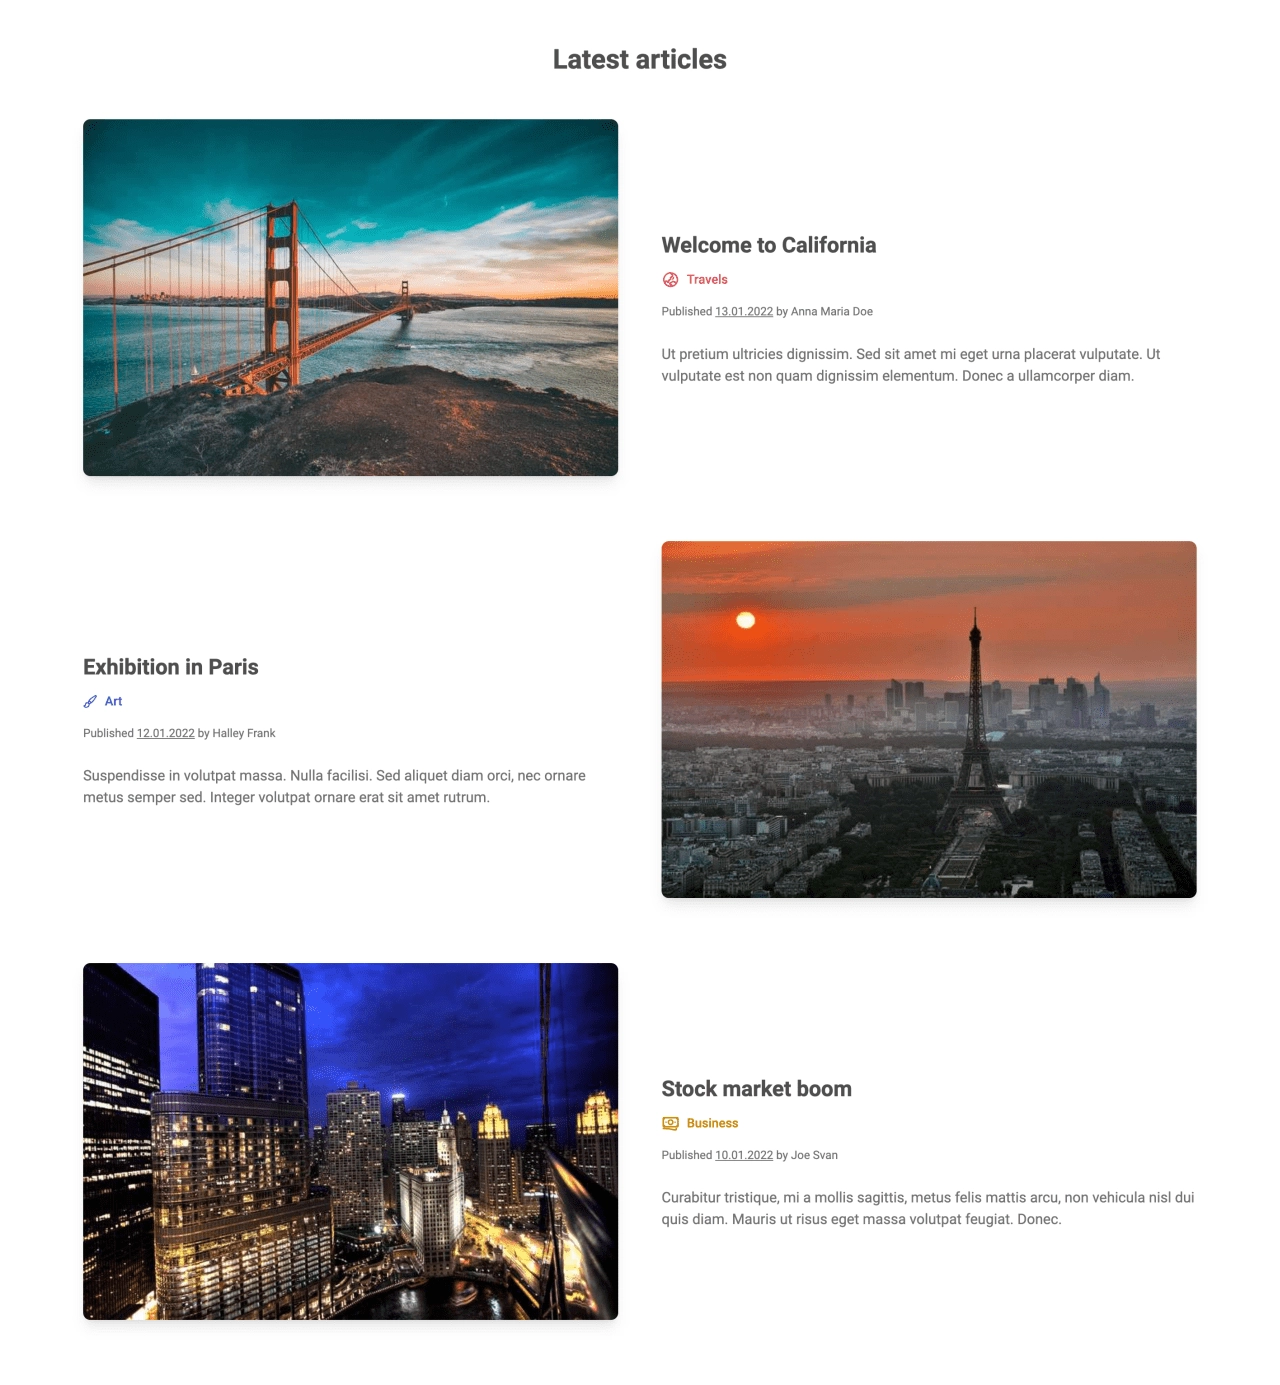 Latest articles
Welcome to California
Travels
Published 13.01.2022 by Anna Maria Doe
Ut pretium ultricies dignissim. Sed sit amet mi eget urna placerat vulputate. Ut
vulputate est non quam dignissim elementum. Donec a ullamcorper diam.
Exhibition in Paris
Art
Published 12.01.2022 by Halley Frank
Suspendisse in volutpat massa. Nulla facilisi. Sed aliquet diam orci, nec ornare
metus semper sed. Integer volutpat ornare erat sit amet rutrum.
Stock market boom
Business
Published 10.01.2022 by Joe Svan
Curabitur tristique, mi a mollis sagittis, metus felis mattis arcu, non vehicula nisl dui
quis diam. Mauris ut risus eget massa volutpat feugiat. Donec.